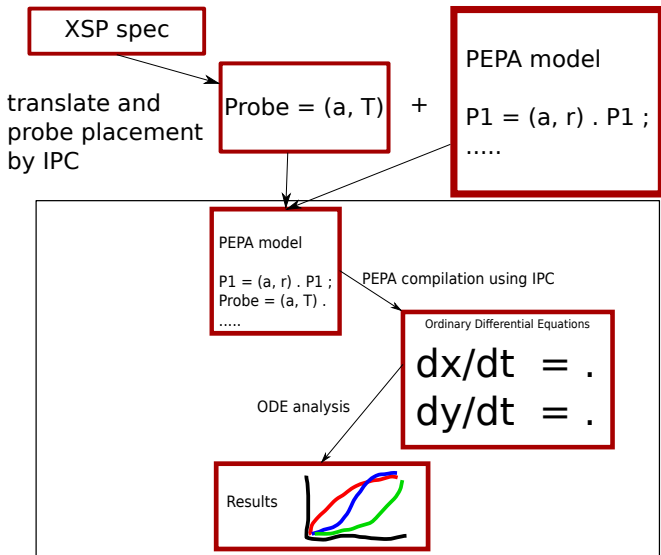 XSP spec
translate and
probe placement
by IPC
Probe = (a, T)
+
PEPA model
P1 = (a, r) . P1 ;
.....
PEPA model
P1 = (a, r) . P1 ;
Probe = (a, T) .
.....
PEPA compilation using IPC
Ordinary Differential Equations
dx/dt = .
dy/dt = .
ODE analysis
Results